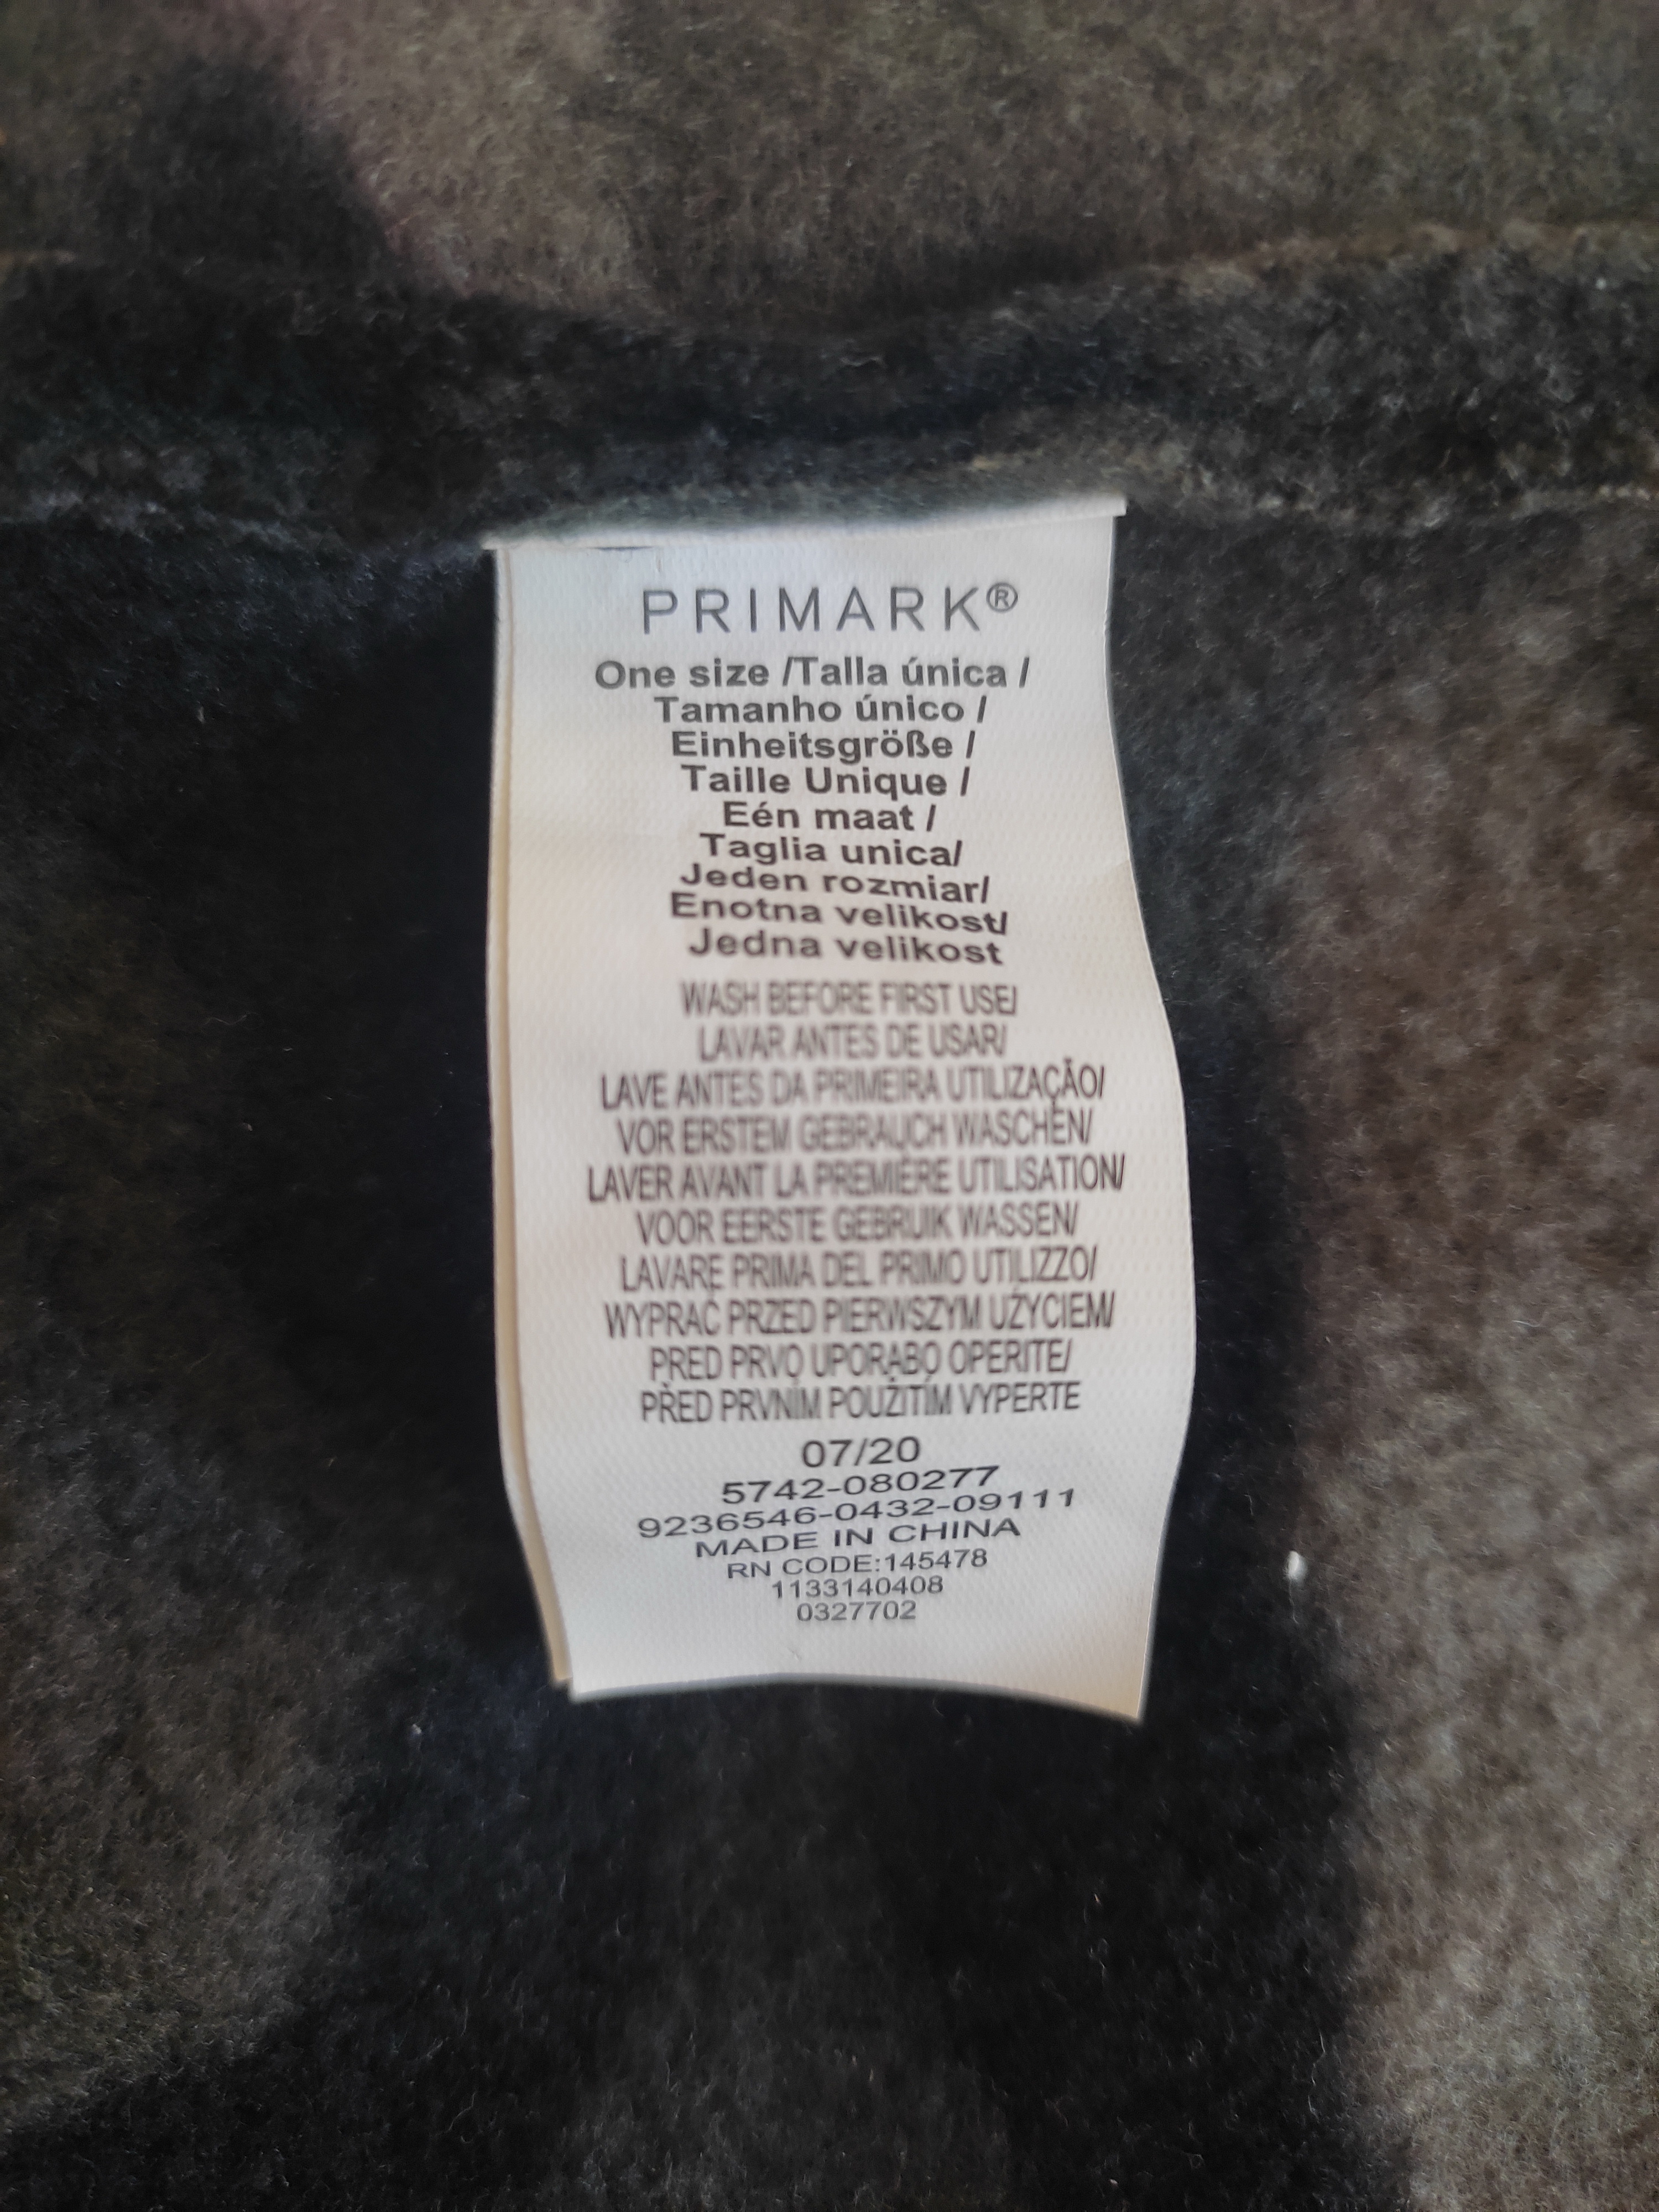 PRIMARK®
One size /Talla única /
Tamanho único /
Einheitsgröße /
Taille Unique /
Eén maat /
Taglia unica/
Jeden rozmiar/
Enotna velikost/
Jedna velikost
WASH BEFORE FIRST USE/
LAVAR ANTES DE USAR/
LAVE ANTES DA PRIMEIRA UTILIZAÇÃO/
VOR ERSTEM GEBRAUCH WASCHEN/
LAVER AVANT LA PREMIÈRE UTILISATION/
VOOR EERSTE GEBRUIK WASSEN/
LAVARE PRIMA DEL PRIMO UTILIZZO/
WYPRAĆ PRZED PIERWSZYM UŻYCIEM/
PRED PRVO UPORABO OPERITE/
PŘED PRVNÍM POUŽITÍM VYPERTE
07/20
5742-080277
9236546-0432-09111
MADE IN CHINA
RN CODE:145478
1133140408
0327702